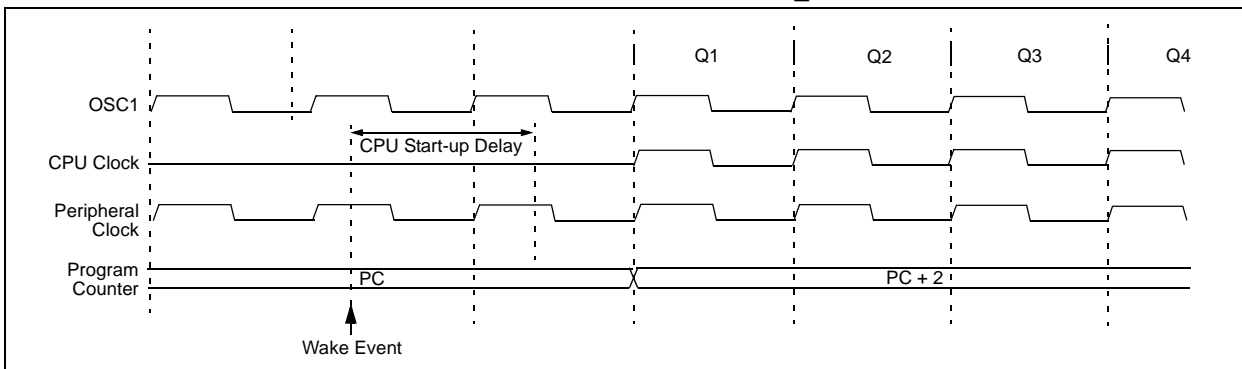 Q1 Q2 Q3 Q4
OSC1
CPU Start-up Delay
CPU Clock
Peripheral
Clock
Program
Counter
PC
PC + 2
Wake Event